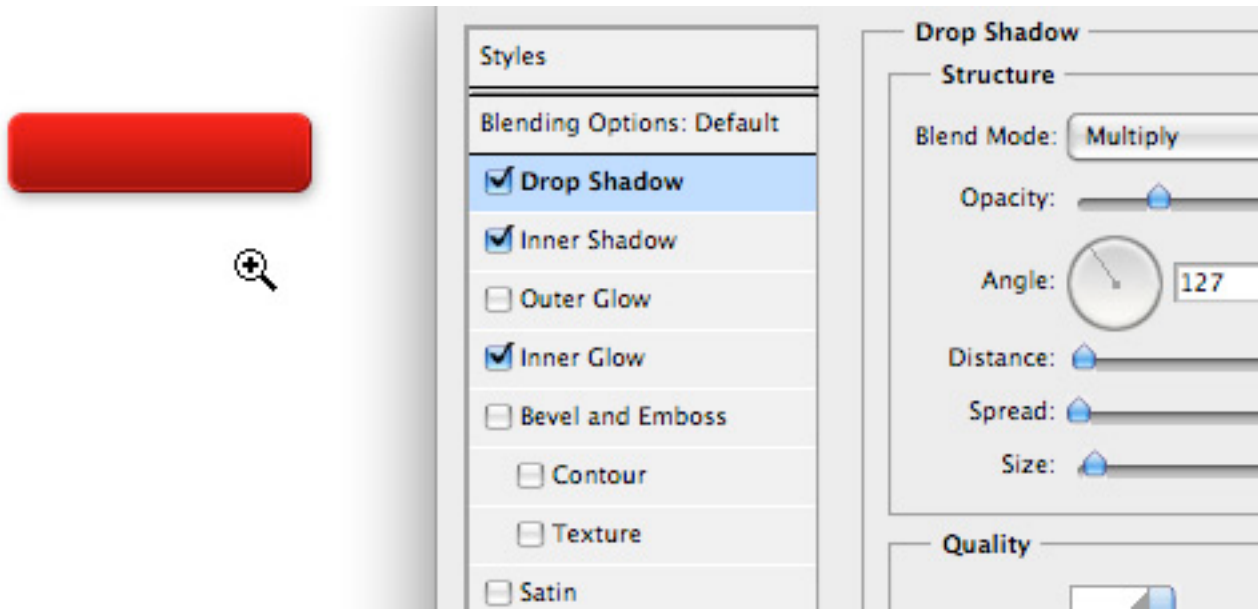 Styles
Blending Options: Default
Drop Shadow
Inner Shadow
Outer Glow
Inner Glow
Bevel and Emboss
Contour
Texture
Satin
Drop Shadow
Structure
Blend Mode: Multiply
Opacity:
Angle: 127
Distance:
Spread:
Size:
Quality